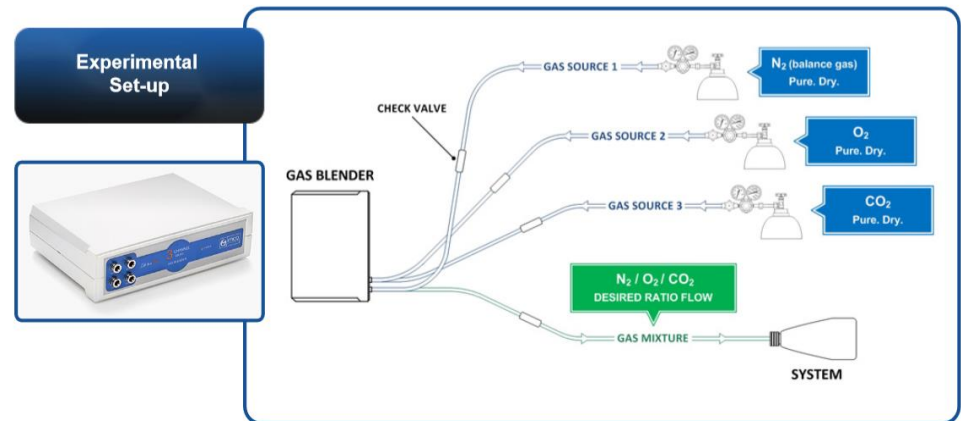 Experimental
Set-up
GAS SOURCE 1
N₂ (balance gas)
Pure. Dry.
CHECK VALVE
GAS SOURCE 2
O₂
Pure. Dry.
GAS BLENDER
GAS SOURCE 3
CO₂
Pure. Dry.
N₂ / O₂ / CO₂
DESIRED RATIO FLOW
GAS MIXTURE
SYSTEM